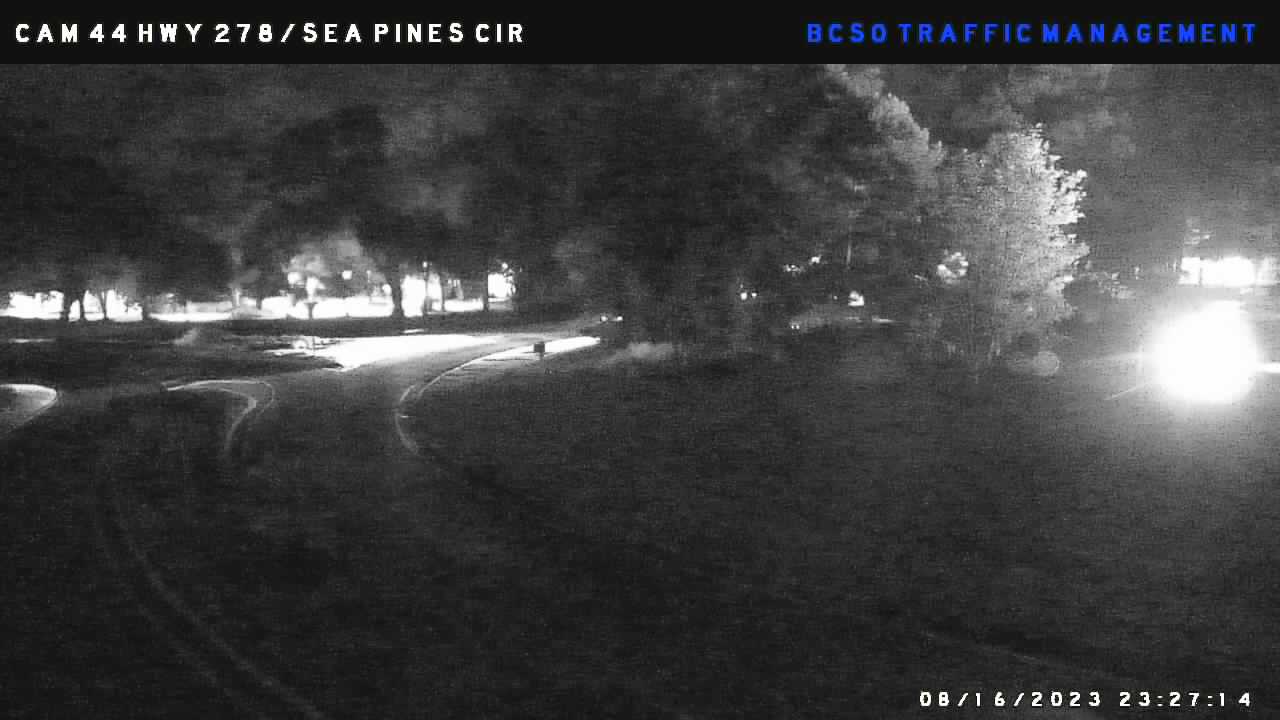 CAM 44 HWY 278/SEA PINES CIR
BCSO TRAFFIC MANAGEMENT
08/16/2023 23:27:14